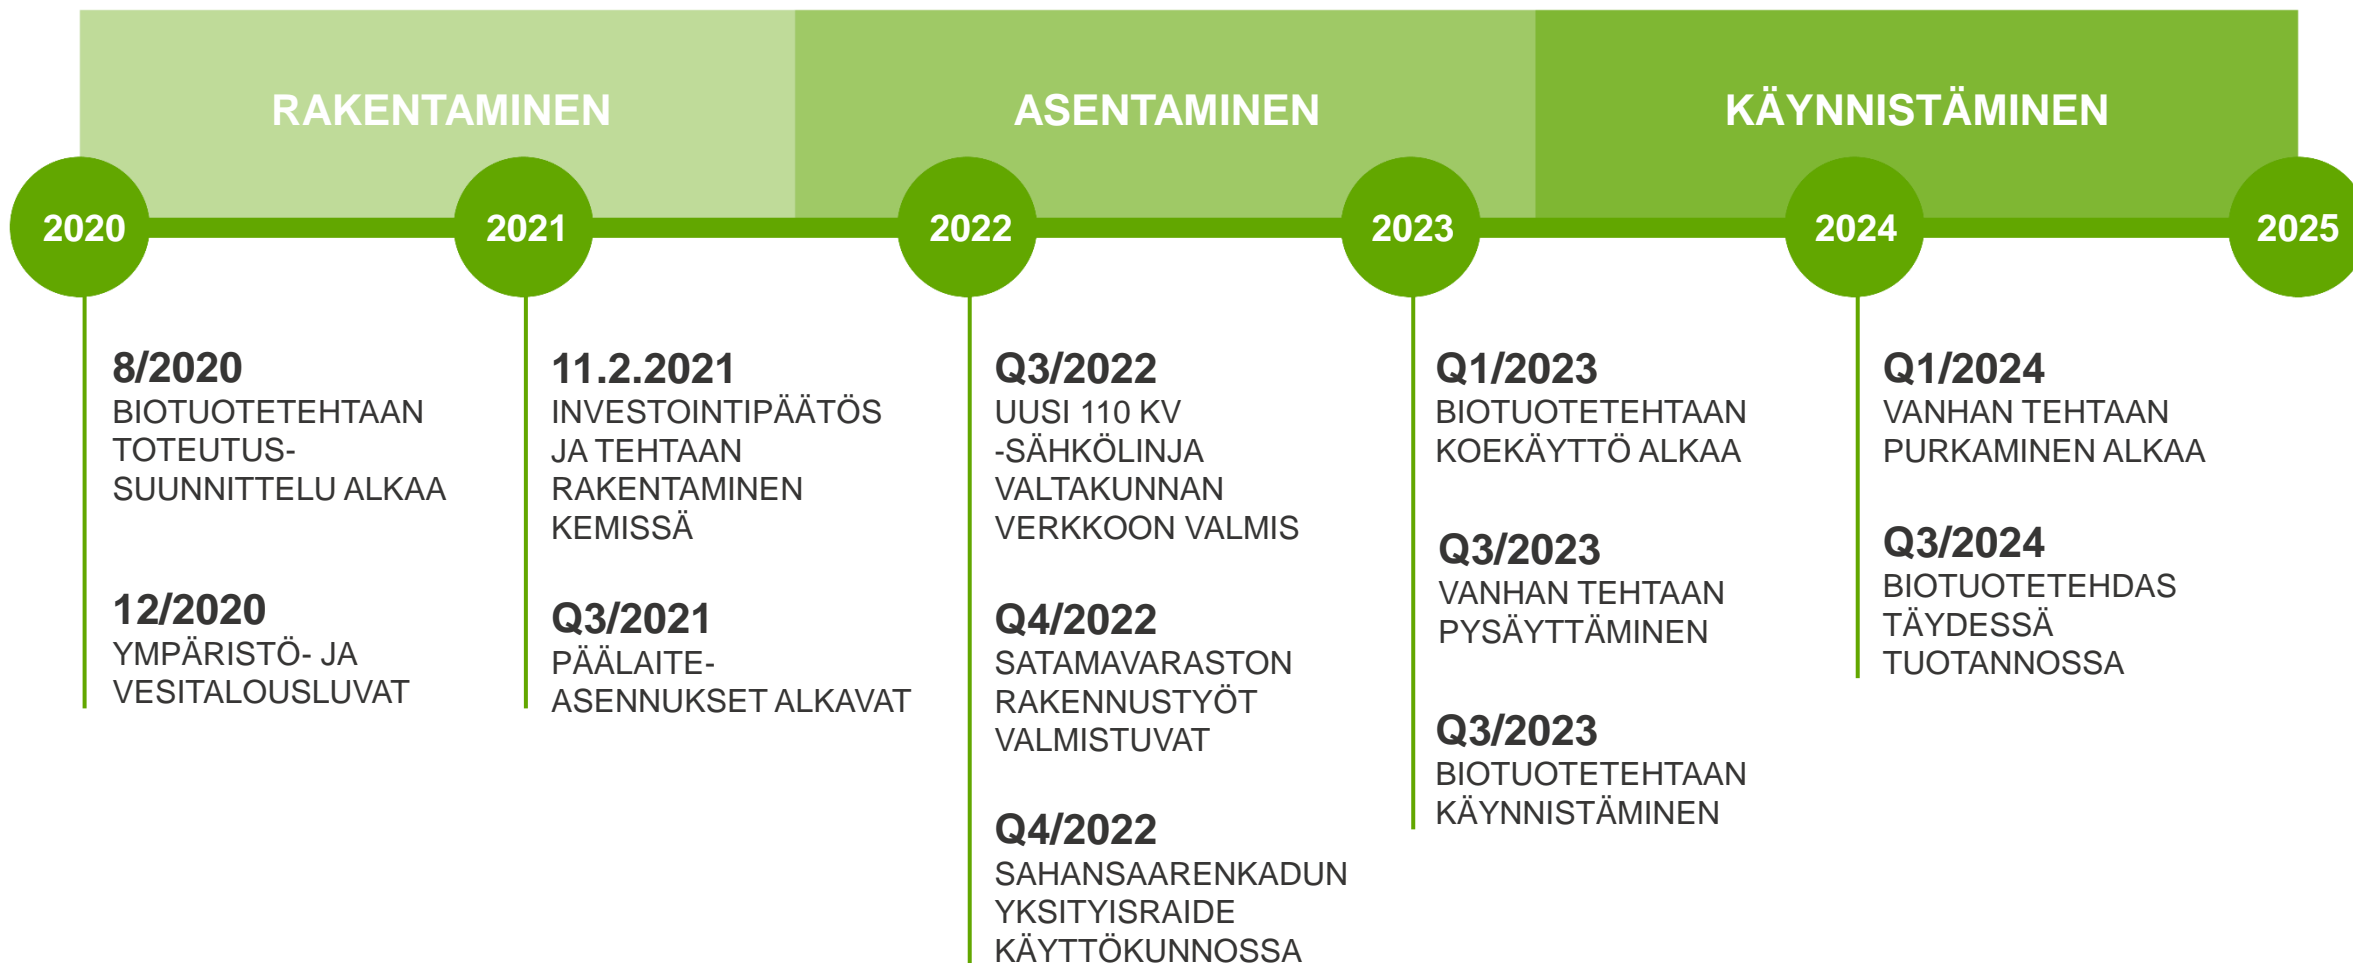 RAKENTAMINEN
ASENTAMINEN
KÄYNNISTÄMINEN
2020
2021
2022
2023
2024
2025
8/2020
BIOTUOTETEHTAAN
TOTEUTUS-
SUUNNITTELU ALKAA
12/2020
YMPÄRISTÖ- JA
VESITALOUSLUVAT
11.2.2021
INVESTOINTIPÄÄTÖS
JA TEHTAAN
RAKENTAMINEN
KEMISSÄ
Q3/2021
PÄÄLAITE-
ASENNUKSET ALKAVAT
Q3/2022
UUSI 110 KV
-SÄHKÖLINJA
VALTAKUNNAN
VERKKOON VALMIS
Q4/2022
SATAMAVARASTON
RAKENNUSTYÖT
VALMISTUVAT
Q4/2022
SAHANSAARENKADUN
YKSITYISRAIDE
KÄYTTÖKUNNOSSA
Q1/2023
BIOTUOTETEHTAAN
KOEKÄYTTÖ ALKAA
Q3/2023
VANHAN TEHTAAN
PYSÄYTTÄMINEN
Q3/2023
BIOTUOTETEHTAAN
KÄYNNISTÄMINEN
Q1/2024
VANHAN TEHTAAN
PURKAMINEN ALKAA
Q3/2024
BIOTUOTETEHDAS
TÄYDESSÄ
TUOTANNOSSA